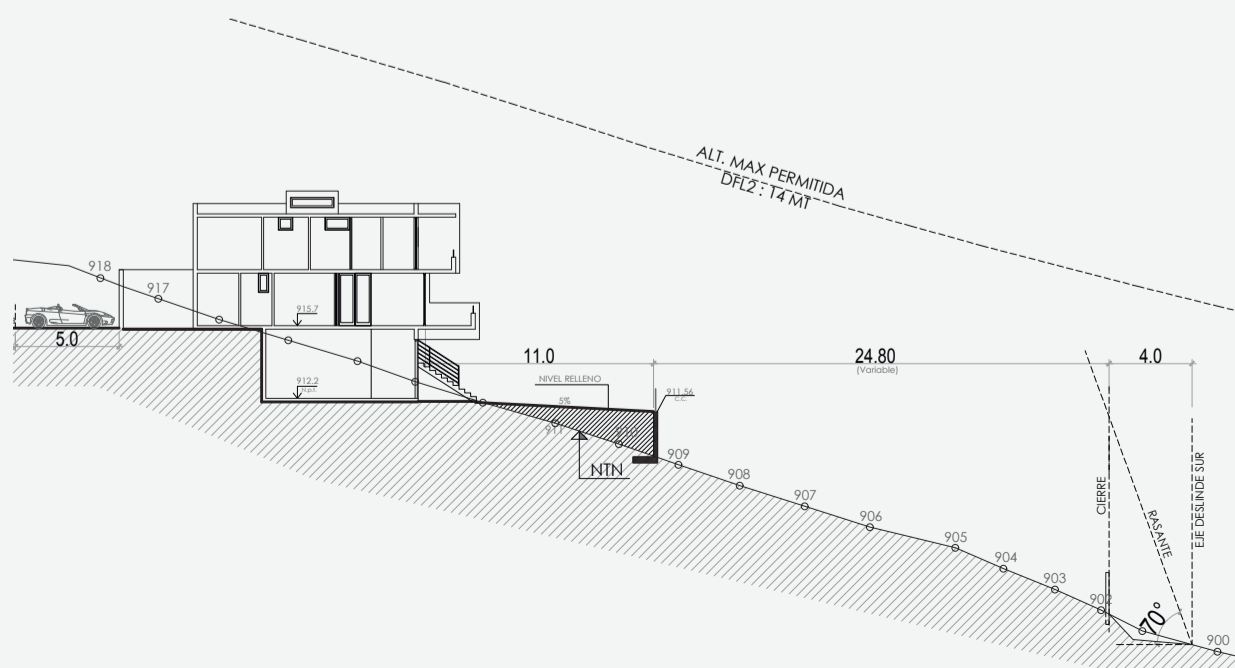 ALT. MAX PERMITIDA
DFL2 : 14 MT
918
917
5.0
915.7
912.2
N.p.t.
11.0
24.80
(Variable)
4.0
NIVEL RELLENO
5%
911.56
C.C.
911
910
NTN
909
908
907
906
905
904
903
902
900
CIERRE
RASANTE
EJE DESLINDE SUR
70°